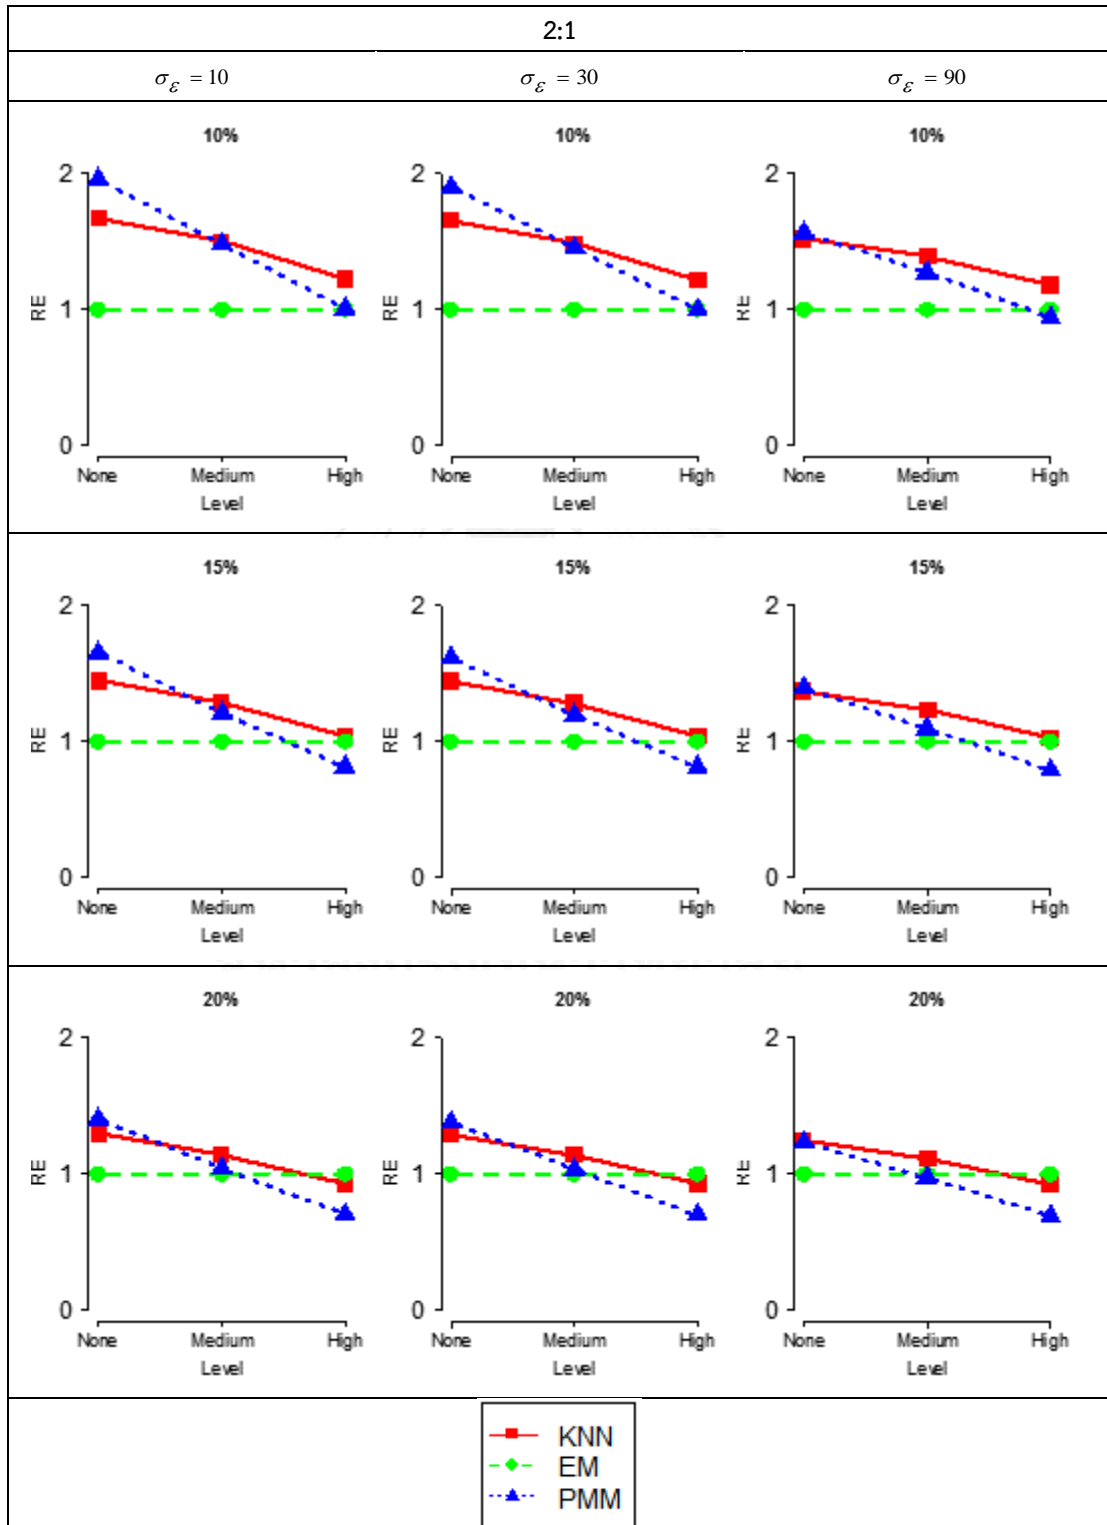 2:1
σε = 10 σε = 30 σε = 90
10% 10% 10%
2 2 2
1 1 1
RE RE RE
0 0 0
None Medium High None Medium High None Medium High
Level Level Level
15% 15% 15%
2 2 2
1 1 1
RE RE RE
0 0 0
None Medium High None Medium High None Medium High
Level Level Level
20% 20% 20%
2 2 2
1 1 1
RE RE RE
0 0 0
None Medium High None Medium High None Medium High
Level Level Level
KNN
EM
PMM